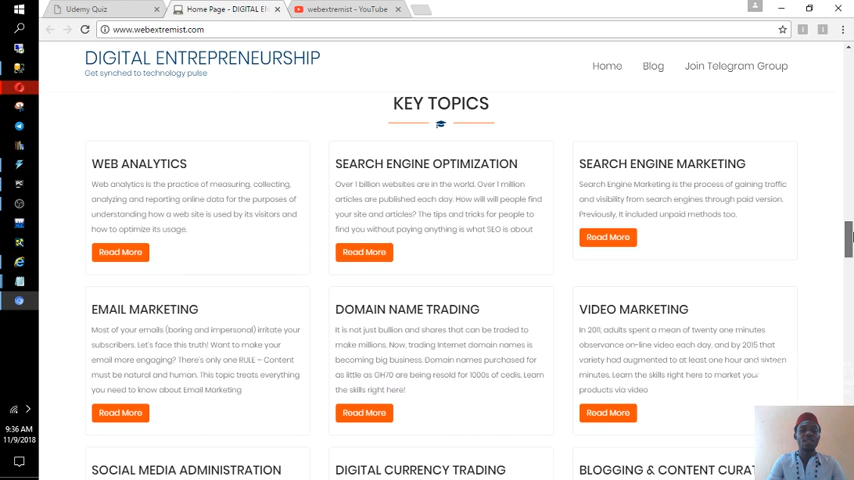 Udemy Quiz
Home Page - DIGITAL EN
webextremist - YouTube
www.webextremist.com
DIGITAL ENTREPRENEURSHIP
Get synched to technology pulse
Home Blog Join Telegram Group
KEY TOPICS
WEB ANALYTICS
Web analytics is the practice of measuring, collecting,
analyzing and reporting online data for the purposes of
understanding how a web site is used by its visitors and
how to optimize its usage.
Read More
SEARCH ENGINE OPTIMIZATION
Over 1 billion websites are in the world. Over 1 million
articles are published each day. How will will people find
your site and articles? The tips and tricks for people to
find you without paying anything is what SEO is about
Read More
SEARCH ENGINE MARKETING
Search Engine Marketing is the process of gaining traffic
and visibility from search engines through paid version.
Previously, It included unpaid methods too.
Read More
EMAIL MARKETING
Most of your emails (boring and impersonal) irritate your
subscribers. Let's face this truth! Want to make your
email more engaging? There's only one RULE – Content
must be natural and human. This topic treats everything
you need to know about Email Marketing
Read More
DOMAIN NAME TRADING
It is not just bullion and shares that can be traded to
make millions. Now, trading Internet domain names is
becoming big business. Domain names purchased for
as little as GH70 are being resold for 1000s of cedis. Learn
the skills right here!
Read More
VIDEO MARKETING
In 2011, adults spent a mean of twenty one minutes
observance on-line video each day, and by 2015 that
variety had augmented to at least one hour and sixteen
minutes. Learn the skills right here to market your
products via video
Read More
SOCIAL MEDIA ADMINISTRATION
DIGITAL CURRENCY TRADING
BLOGGING & CONTENT CURAT
9:36 AM
11/9/2018